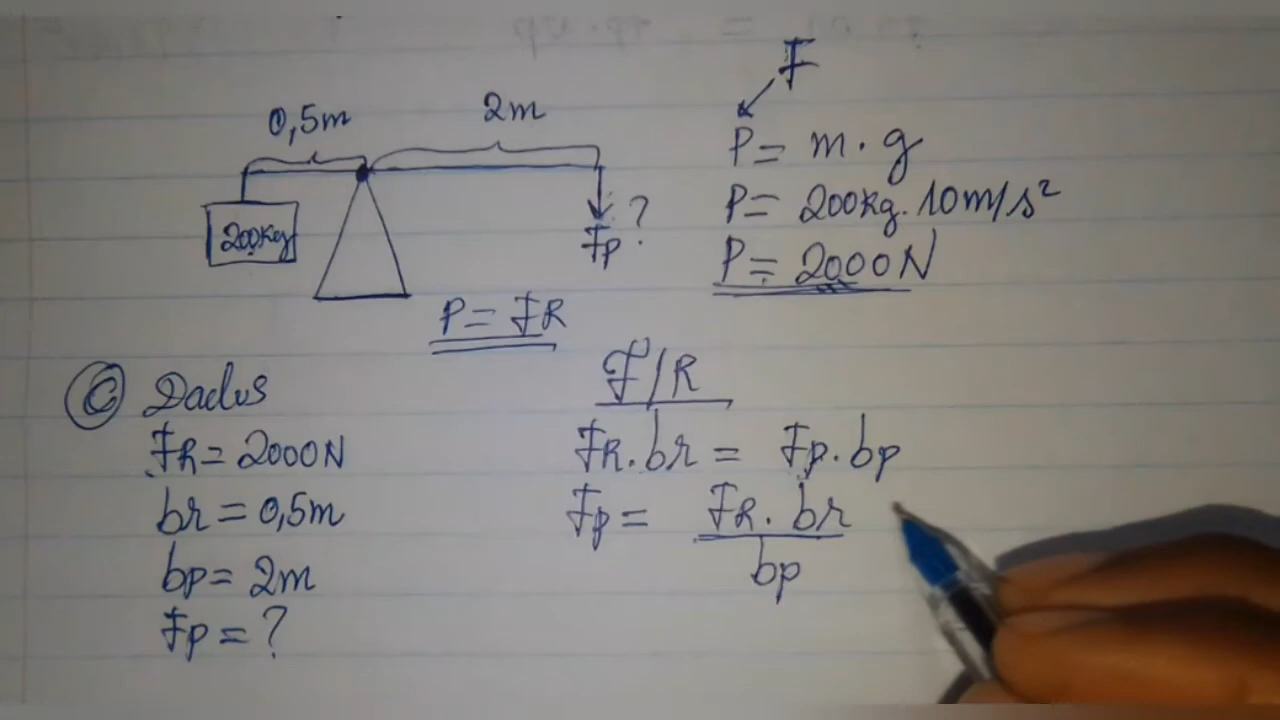 0,5m
2m
200kg
Fp ?
F
P = m · g
P = 200kg · 10m/s²
P = 2000N
P = FR
C Dados
FR = 2000N
br = 0,5m
bp = 2m
Fp = ?
F/R
FR · br = Fp · bp
Fp = FR · br
bp